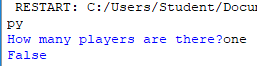 RESTART: C:/Users/Student/Docu
py
How many players are there?one
False